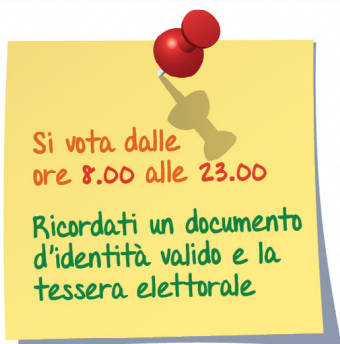 Si vota dalle
ore 8.00 alle 23.00
Ricordati un documento
d'identità valido e la
tessera elettorale